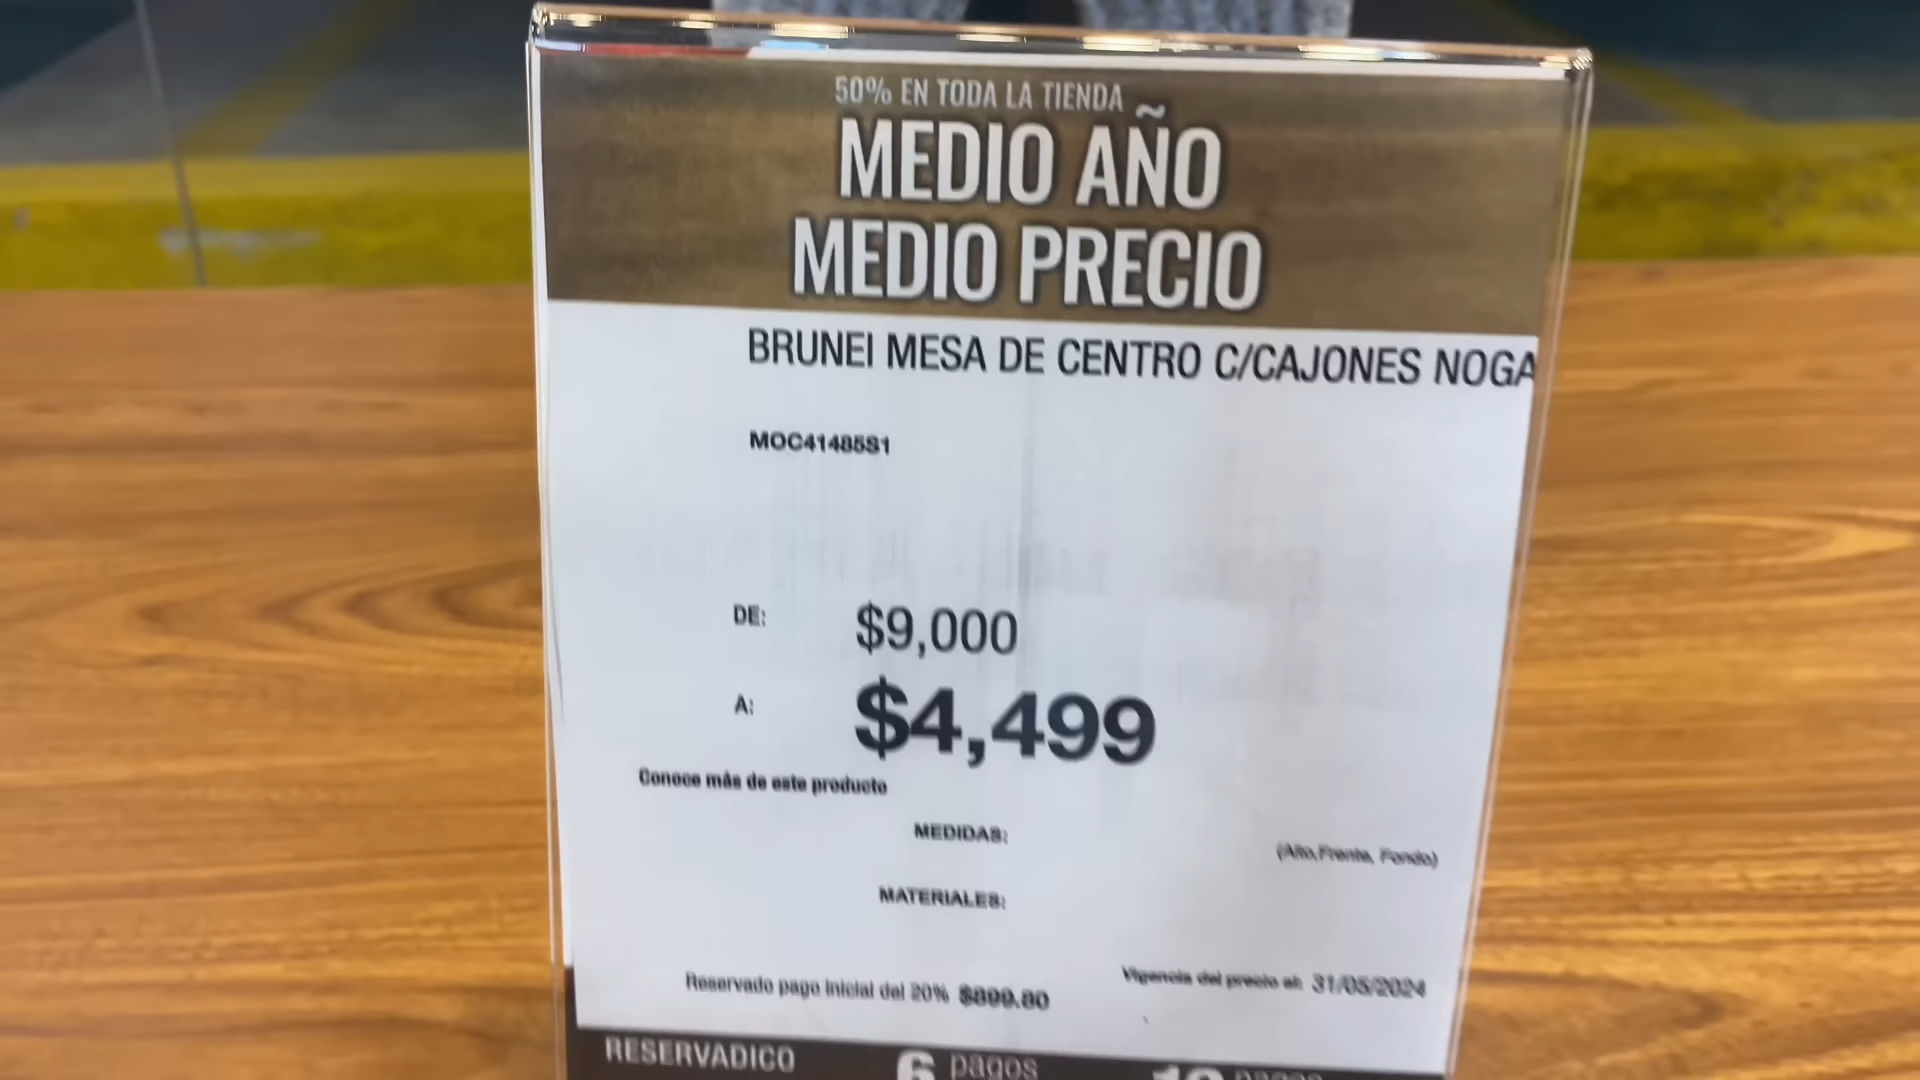 50% EN TODA LA TIENDA
MEDIO AÑO
MEDIO PRECIO
BRUNEI MESA DE CENTRO C/CAJONES NOGA
MOC41485S1
DE: $9,000
A: $4,499
Conoce más de este producto
MEDIDAS: (Alto,Frente, Fondo)
MATERIALES:
Reservado pago inicial del 20% $899.80 Vigencia del precio al: 31/05/2024
RESERVADICO 6 pagos 12 pagos